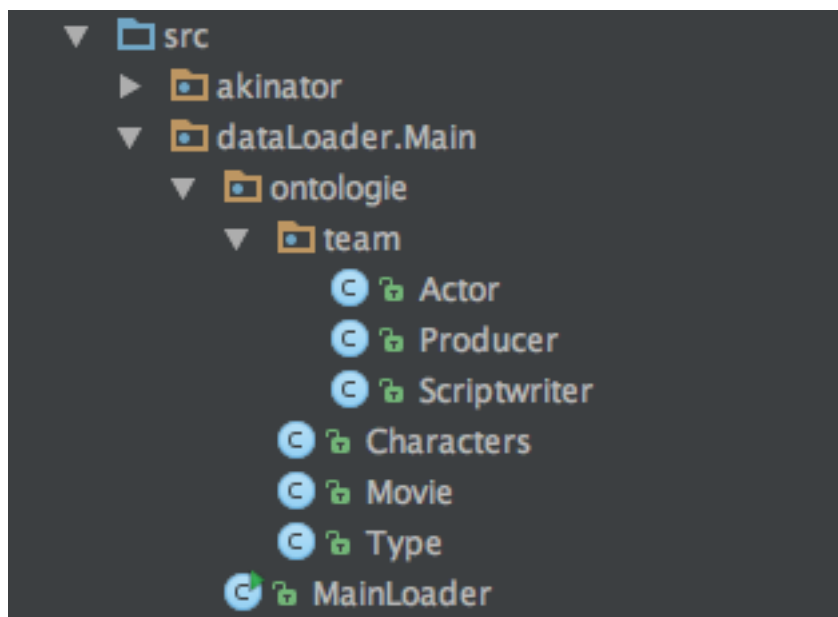 src
akinator
dataLoader.Main
ontologie
team
Actor
Producer
Scriptwriter
Characters
Movie
Type
MainLoader